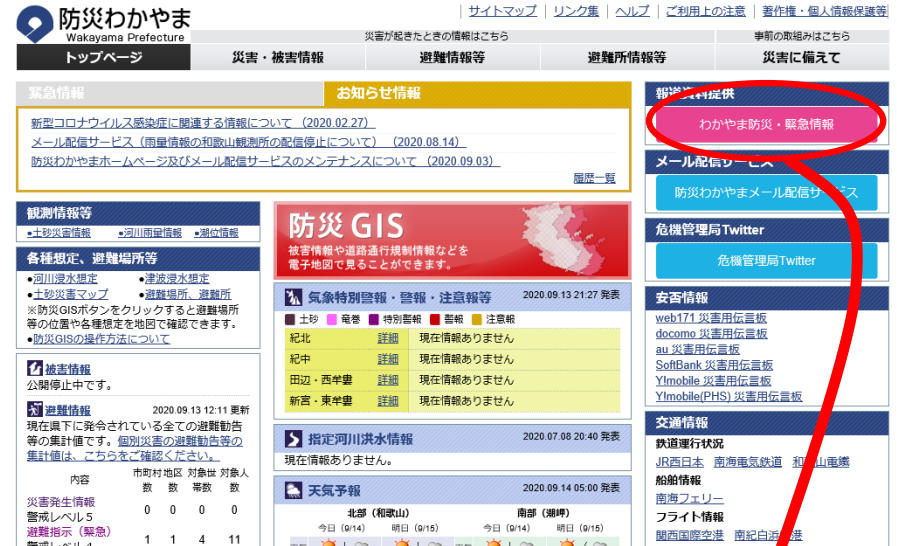 防災わかやま
Wakayama Prefecture
サイトマップ | リンク集 | ヘルプ | ご利用上の注意 | 著作権・個人情報保護等
災害が起きたときの情報はこちら
事前の取組みはこちら
トップページ
災害・被害情報
避難情報等
避難所情報等
災害に備えて
緊急情報
お知らせ情報
新型コロナウイルス感染症に関連する情報について （2020.02.27）
メール配信サービス（雨量情報の和歌山観測所の配信停止について） （2020.08.14）
防災わかやまホームページ及びメール配信サービスのメンテナンスについて （2020.09.03）
履歴一覧
観測情報等
●土砂災害情報 ●河川雨量情報 ●潮位情報
各種想定、避難場所等
●河川浸水想定 ●津波浸水想定
●土砂災害マップ ●避難場所、避難所
※防災GISボタンをクリックすると避難場所
等の位置や各種想定を地図で確認できます。
●防災GISの操作方法について
被害情報
公開停止中です。
避難情報 2020.09.13 12:11 更新
現在県下に発令されている全ての避難勧告
等の集計値です。個別災害の避難勧告等の
集計値は、こちらをご確認ください。
内容 市町村数 地区数 対象世帯数 対象人数
災害発生情報
警戒レベル５ 0 0 0 0
避難指示（緊急） 1 1 4 11
防災 GIS
被害情報や道路通行規制情報などを
電子地図で見ることができます。
気象特別警報・警報・注意報等 2020.09.13 21:27 発表
土砂 竜巻 特別警報 警報 注意報
紀北 詳細 現在情報ありません
紀中 詳細 現在情報ありません
田辺・西牟婁 詳細 現在情報ありません
新宮・東牟婁 詳細 現在情報ありません
指定河川洪水情報 2020.07.08 20:40 発表
現在情報ありません。
天気予報 2020.09.14 05:00 発表
北部（和歌山） 南部（潮岬）
今日（9/14） 明日（9/15） 今日（9/14） 明日（9/15）
報道資料提供
わかやま防災・緊急情報
メール配信サービス
防災わかやまメール配信サービス
危機管理局Twitter
危機管理局Twitter
安否情報
web171 災害用伝言板
docomo 災害用伝言板
au 災害用伝言板
SoftBank 災害用伝言板
Y!mobile 災害用伝言板
Y!mobile(PHS) 災害用伝言板
交通情報
鉄道運行状況
JR西日本 南海電気鉄道
船舶情報
南海フェリー
フライト情報
関西国際空港